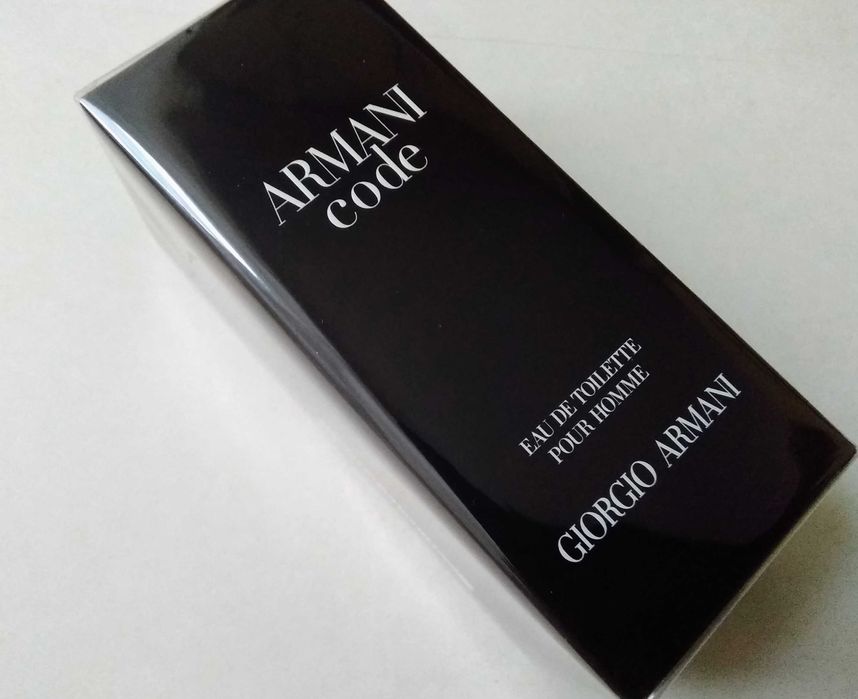 ARMANI
code
EAU DE TOILETTE
POUR HOMME
GIORGIO ARMANI